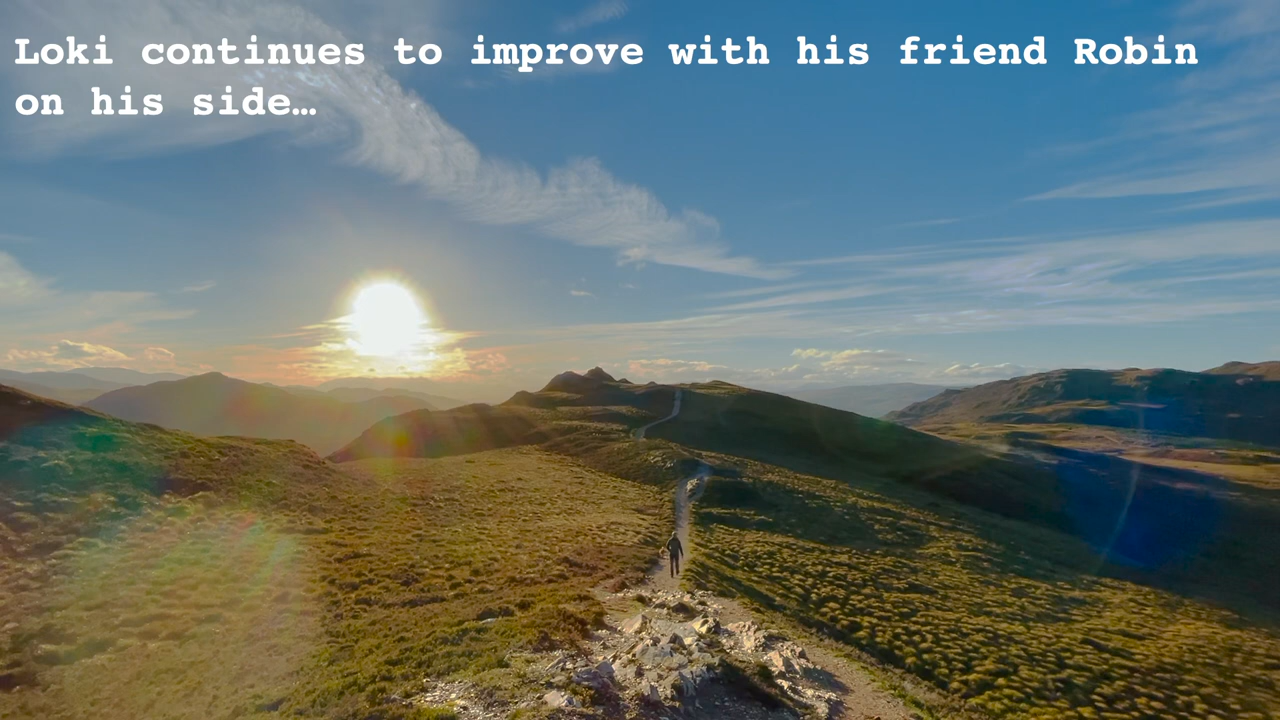 Loki continues to improve with his friend Robin
on his side…